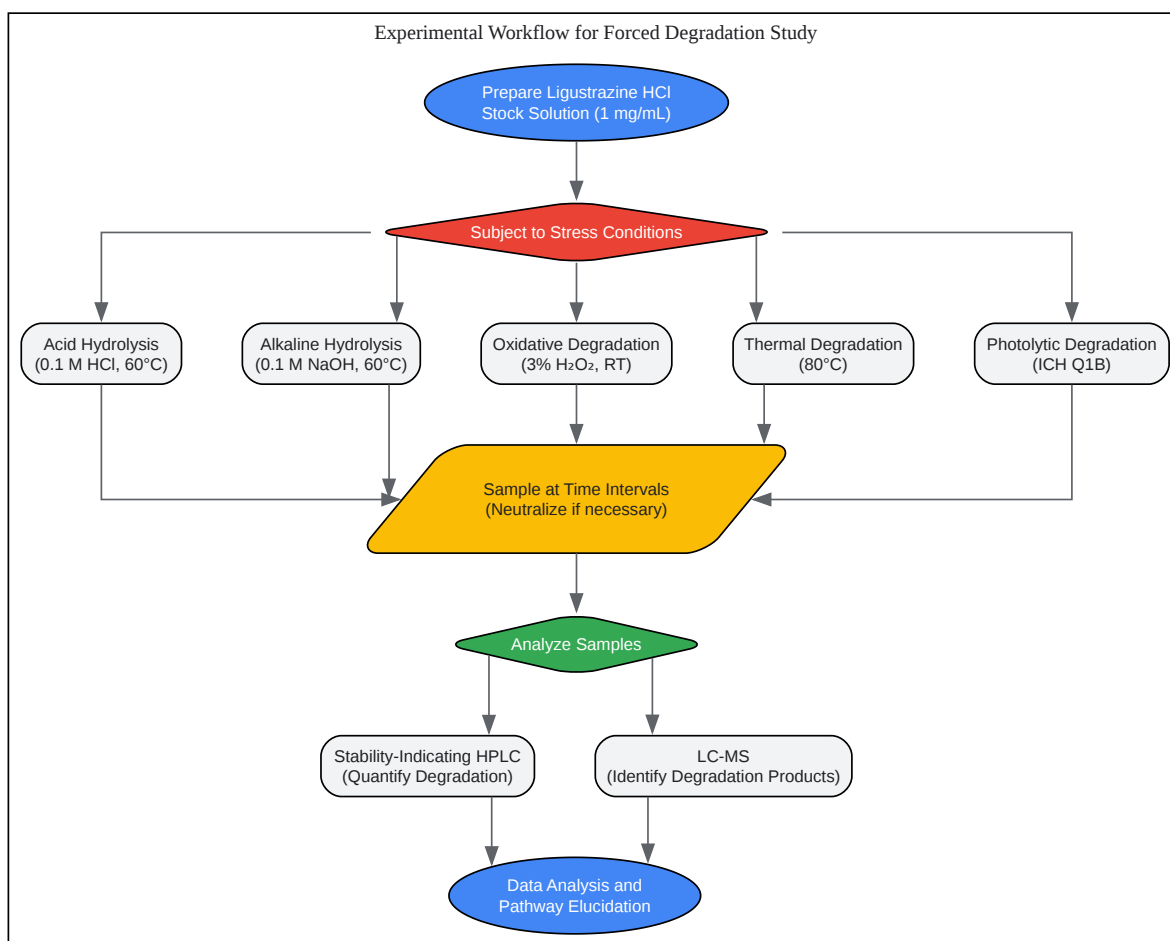 Experimental Workflow for Forced Degradation Study
Prepare Ligustrazine HCl
Stock Solution (1 mg/mL)
Subject to Stress Conditions
Acid Hydrolysis
(0.1 M HCl, 60°C)
Alkaline Hydrolysis
(0.1 M NaOH, 60°C)
Oxidative Degradation
(3% H₂O₂, RT)
Thermal Degradation
(80°C)
Photolytic Degradation
(ICH Q1B)
Sample at Time Intervals
(Neutralize if necessary)
Analyze Samples
Stability-Indicating HPLC
(Quantify Degradation)
LC-MS
(Identify Degradation Products)
Data Analysis and
Pathway Elucidation